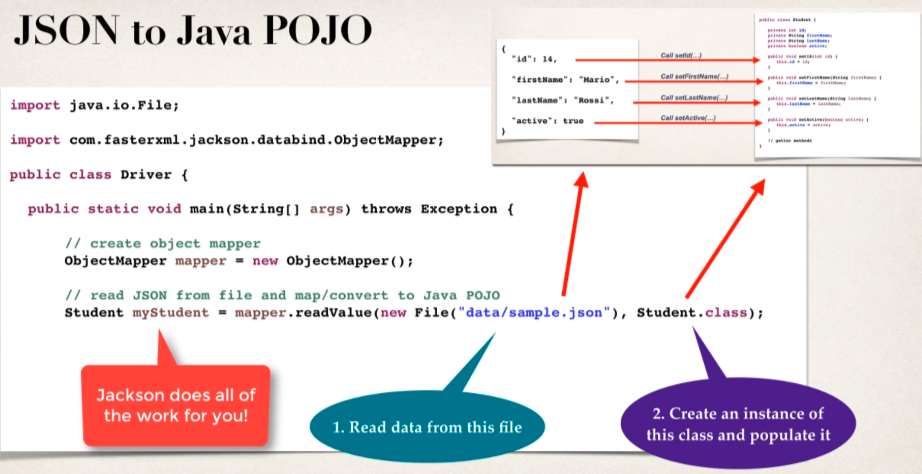 JSON to Java POJO
{
"id": 14,
"firstName": "Mario",
"lastName": "Rossi",
"active": true
}
Call setId(...)
Call setFirstName(...)
Call setLastName(...)
Call setActive(...)
public class Student {
private int id;
private String firstName;
private String lastName;
private boolean active;
public void setId(int id) {
this.id = id;
}
public void setFirstName(String firstName) {
this.firstName = firstName;
}
public void setLastName(String lastName) {
this.lastName = lastName;
}
public void setActive(boolean active) {
this.active = active;
}
// getter methods
}
import java.io.File;
import com.fasterxml.jackson.databind.ObjectMapper;
public class Driver {
public static void main(String[] args) throws Exception {
// create object mapper
ObjectMapper mapper = new ObjectMapper();
// read JSON from file and map/convert to Java POJO
Student myStudent = mapper.readValue(new File("data/sample.json"), Student.class);
Jackson does all of
the work for you!
1. Read data from this file
2. Create an instance of
this class and populate it